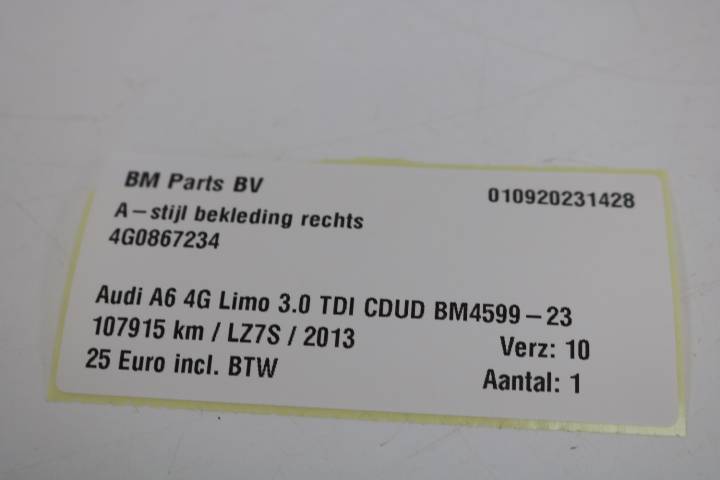 BM Parts BV 010920231428
A-stijl bekleding rechts
4G0867234
Audi A6 4G Limo 3.0 TDI CDUD BM4599-23
107915 km / LZ7S / 2013 Verz: 10
25 Euro incl. BTW Aantal: 1